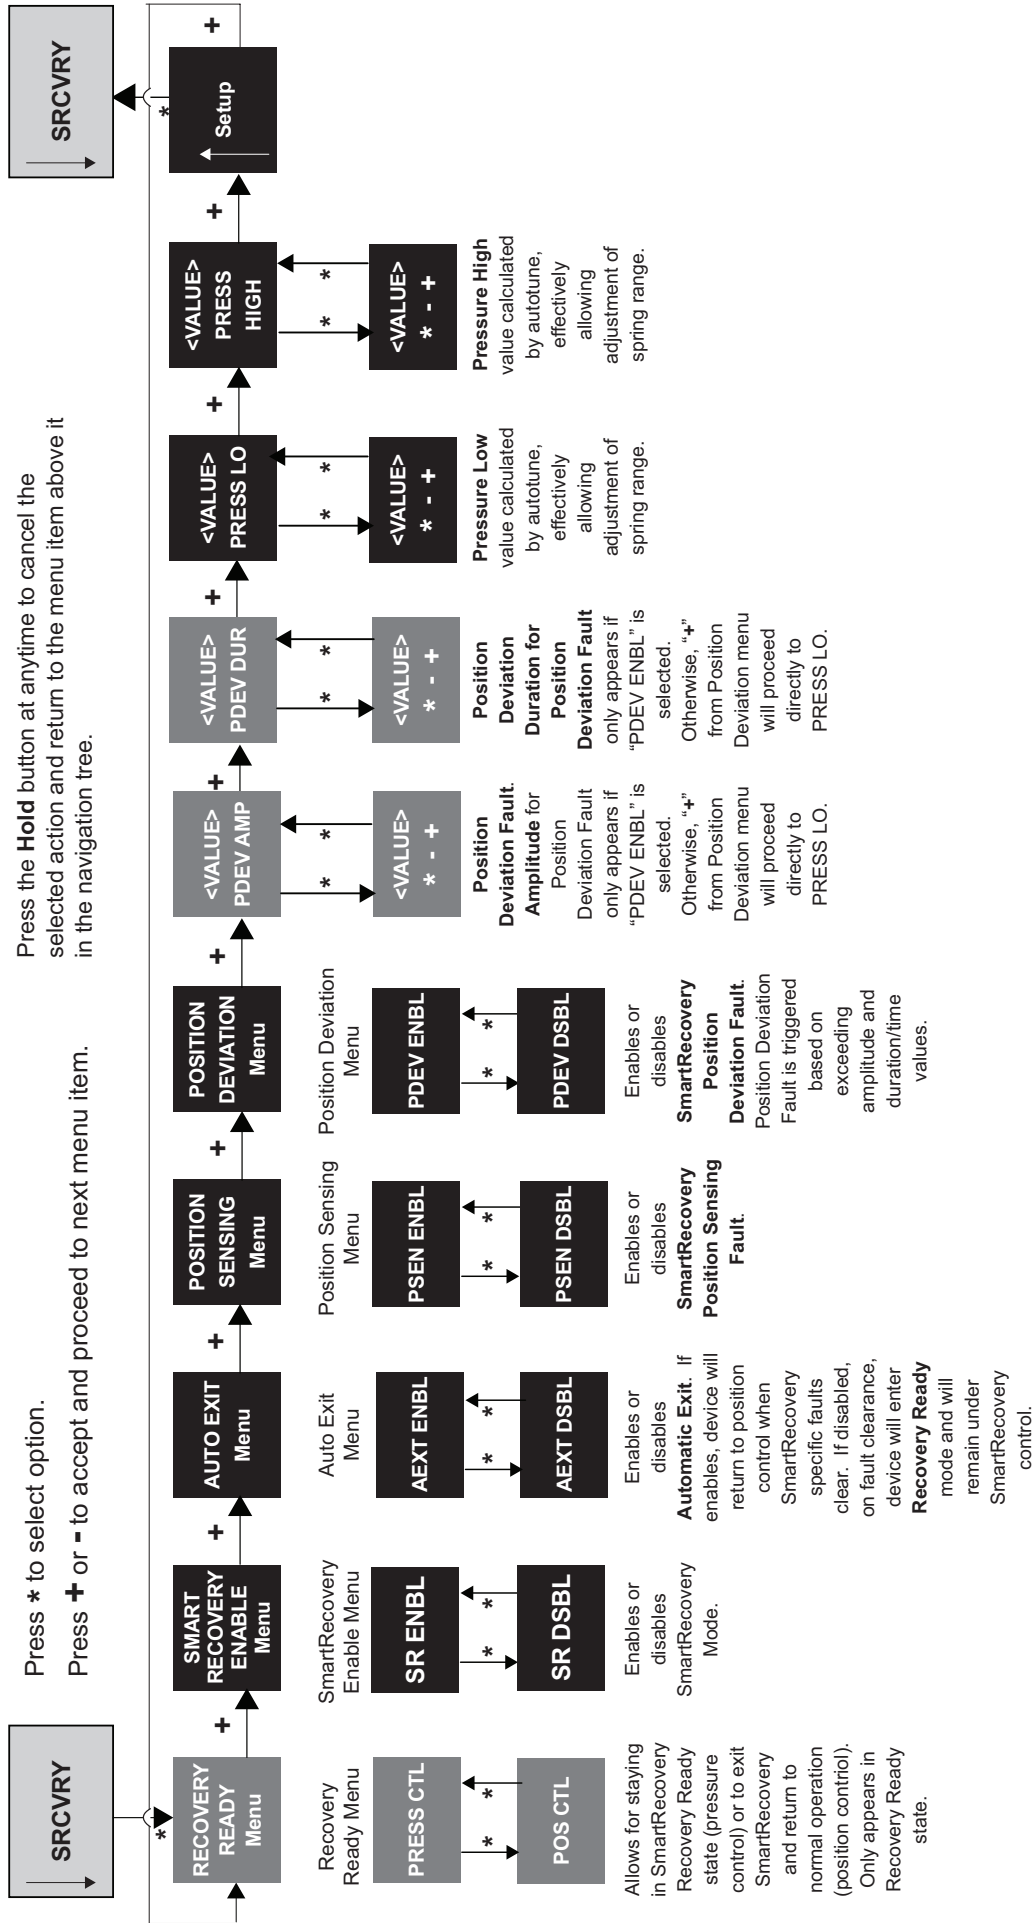 Press * to select option.
Press + or - to accept and proceed to next menu item.
Press the Hold button at anytime to cancel the
selected action and return to the menu item above it
in the navigation tree.
SRCVRY
SRCVRY
*
*
RECOVERY
READY
Menu
+
SMART
RECOVERY
ENABLE
Menu
+
AUTO EXIT
Menu
+
POSITION
SENSING
Menu
+
POSITION
DEVIATION
Menu
+
<VALUE>
PDEV AMP
+
<VALUE>
PDEV DUR
+
<VALUE>
PRESS LO
+
<VALUE>
PRESS
HIGH
+
Setup
+
Recovery
Ready Menu
PRESS CTL
* *
POS CTL
Allows for staying
in SmartRecovery
Recovery Ready
state (pressure
control) or to exit
SmartRecovery
and return to
normal operation
(position contriol).
Only appears in
Recovery Ready
state.
SmartRecovery
Enable Menu
SR ENBL
* *
SR DSBL
Enables or
disables
SmartRecovery
Mode.
Auto Exit
Menu
AEXT ENBL
* *
AEXT DSBL
Enables or
disables
Automatic Exit. If
enables, device will
return to position
control when
SmartRecovery
specific faults
clear. If disabled,
on fault clearance,
device will enter
Recovery Ready
mode and will
remain under
SmartRecovery
control.
Position Sensing
Menu
PSEN ENBL
* *
PSEN DSBL
Enables or
disables
SmartRecovery
Position Sensing
Fault.
Position Deviation
Menu
PDEV ENBL
* *
PDEV DSBL
Enables or
disables
SmartRecovery
Position
Deviation Fault.
Position Deviation
Fault is triggered
based on
exceeding
amplitude and
duration/time
values.
* *
<VALUE>
* - +
Position
Deviation Fault.
Amplitude for
Position
Deviation Fault
only appears if
“PDEV ENBL” is
selected.
Otherwise, “+”
from Position
Deviation menu
will proceed
directly to
PRESS LO.
* *
<VALUE>
* - +
Position
Deviation
Duration for
Position
Deviation Fault
only appears if
“PDEV ENBL” is
selected.
Otherwise, “+”
from Position
Deviation menu
will proceed
directly to
PRESS LO.
* *
<VALUE>
* - +
Pressure Low
value calculated
by autotune,
effectively
allowing
adjustment of
spring range.
* *
<VALUE>
* - +
Pressure High
value calculated
by autotune,
effectively
allowing
adjustment of
spring range.